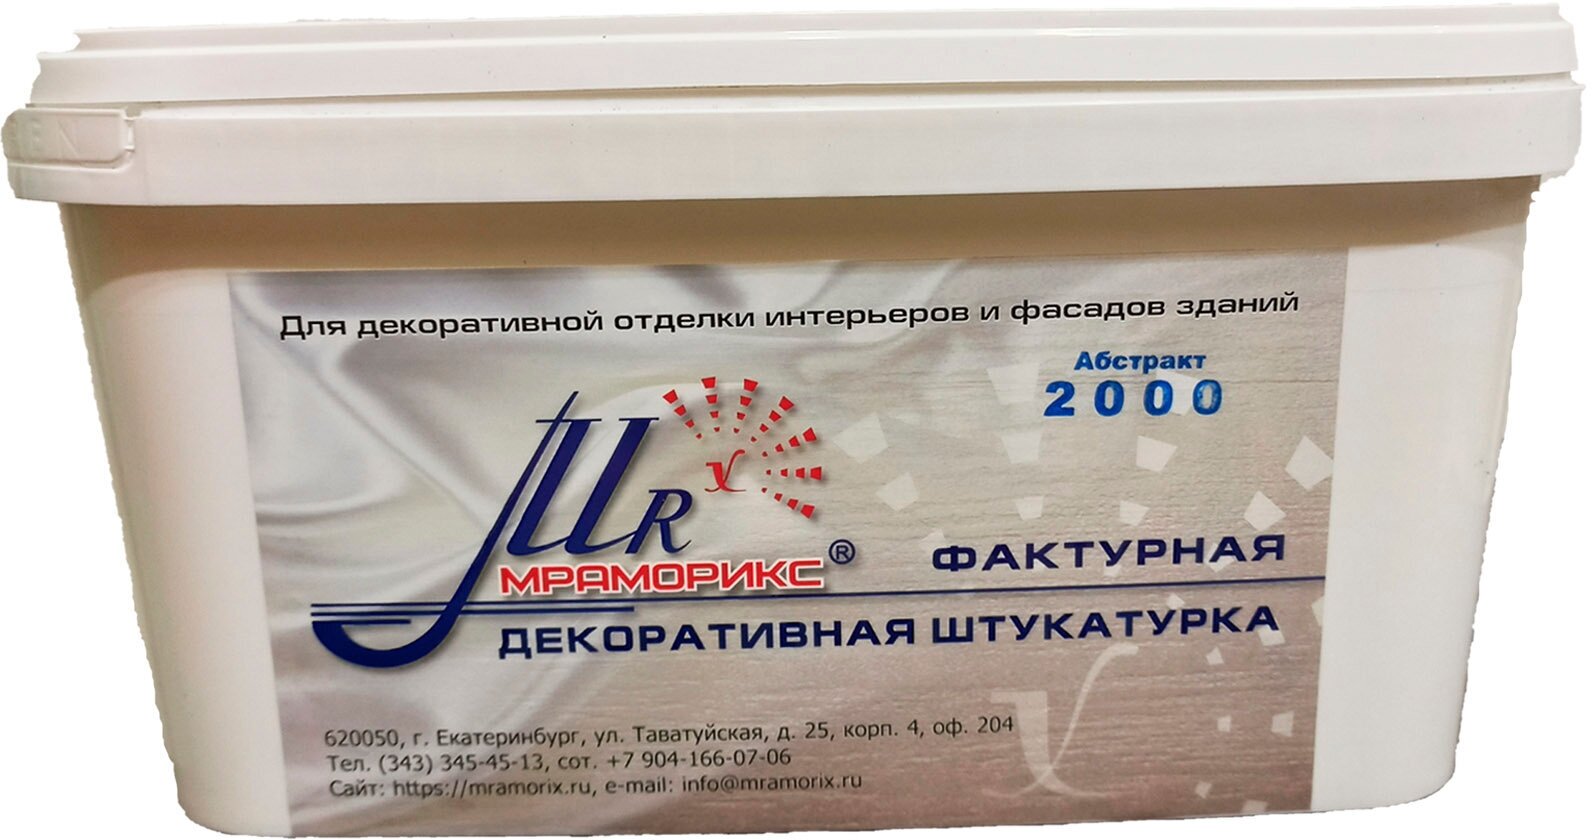 Для декоративной отделки интерьеров и фасадов зданий
Абстракт
2000
MR x
МРАМОРИКС®
ФАКТУРНАЯ
ДЕКОРАТИВНАЯ ШТУКАТУРКА
620050, г. Екатеринбург, ул. Таватуйская, д. 25, корп. 4, оф. 204
Тел. (343) 345-45-13, сот. +7 904-166-07-06
Сайт: https://mramorix.ru, e-mail: info@mramorix.ru